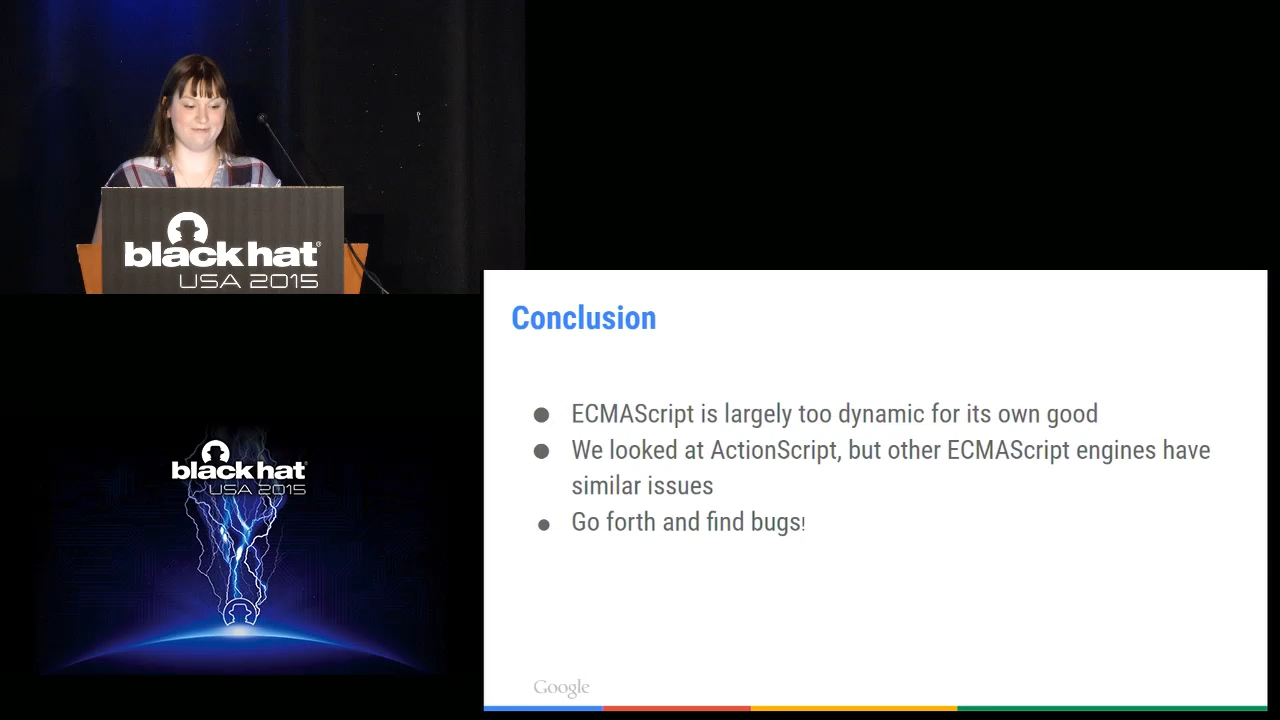 black hat®
USA 2015
Conclusion
● ECMAScript is largely too dynamic for its own good
● We looked at ActionScript, but other ECMAScript engines have
similar issues
● Go forth and find bugs!
black hat®
USA 2015
Google